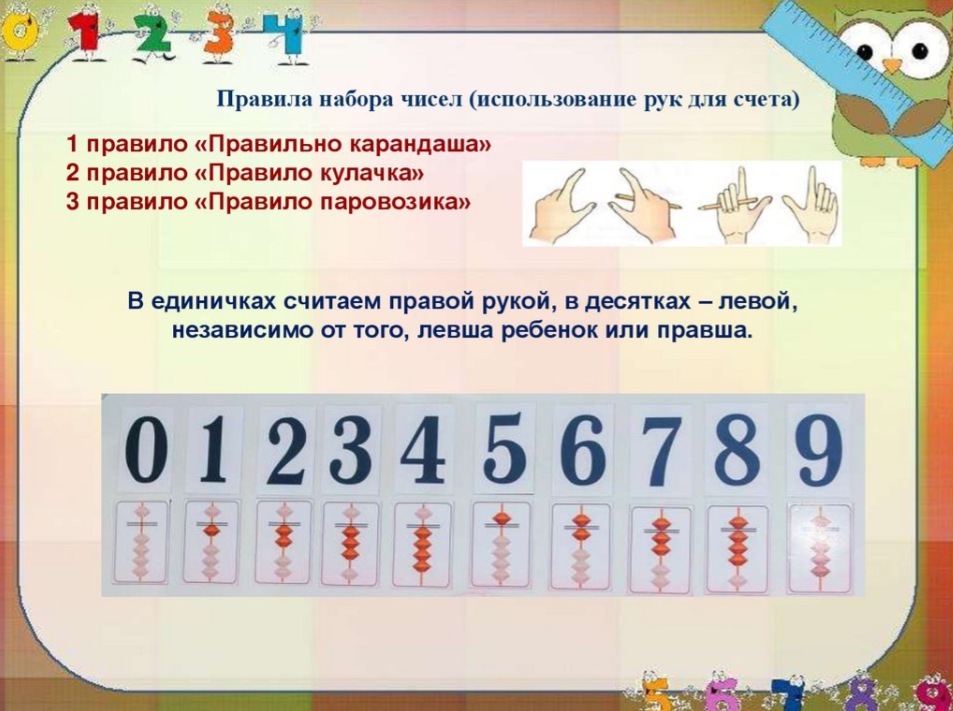 0 1 2 3 4
Правила набора чисел (использование рук для счета)
1 правило «Правильно карандаша»
2 правило «Правило кулачка»
3 правило «Правило паровозика»
В единичках считаем правой рукой, в десятках – левой,
независимо от того, левша ребенок или правша.
0 1 2 3 4 5 6 7 8 9
5 6 7 8 9